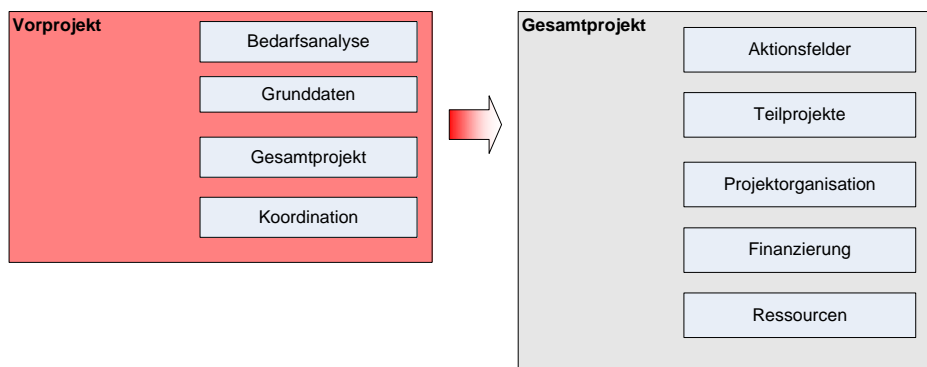 Vorprojekt
Bedarfsanalyse
Grunddaten
Gesamtprojekt
Koordination
Gesamtprojekt
Aktionsfelder
Teilprojekte
Projektorganisation
Finanzierung
Ressourcen